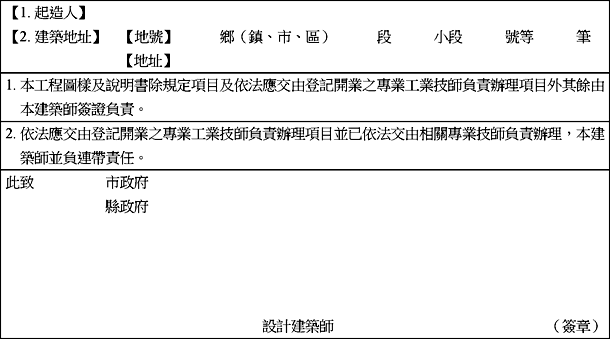 【1. 起造人】
【2. 建築地址】 【地號】 鄉（鎮、市、區） 段 小段 號等 筆
【地址】
1. 本工程圖樣及說明書除規定項目及依法應交由登記開業之專業工業技師負責辦理項目外其餘由
本建築師簽證負責。
2. 依法應交由登記開業之專業工業技師負責辦理項目並已依法交由相關專業技師負責辦理，本建
築師並負連帶責任。
此致 市政府
縣政府
設計建築師 （簽章）